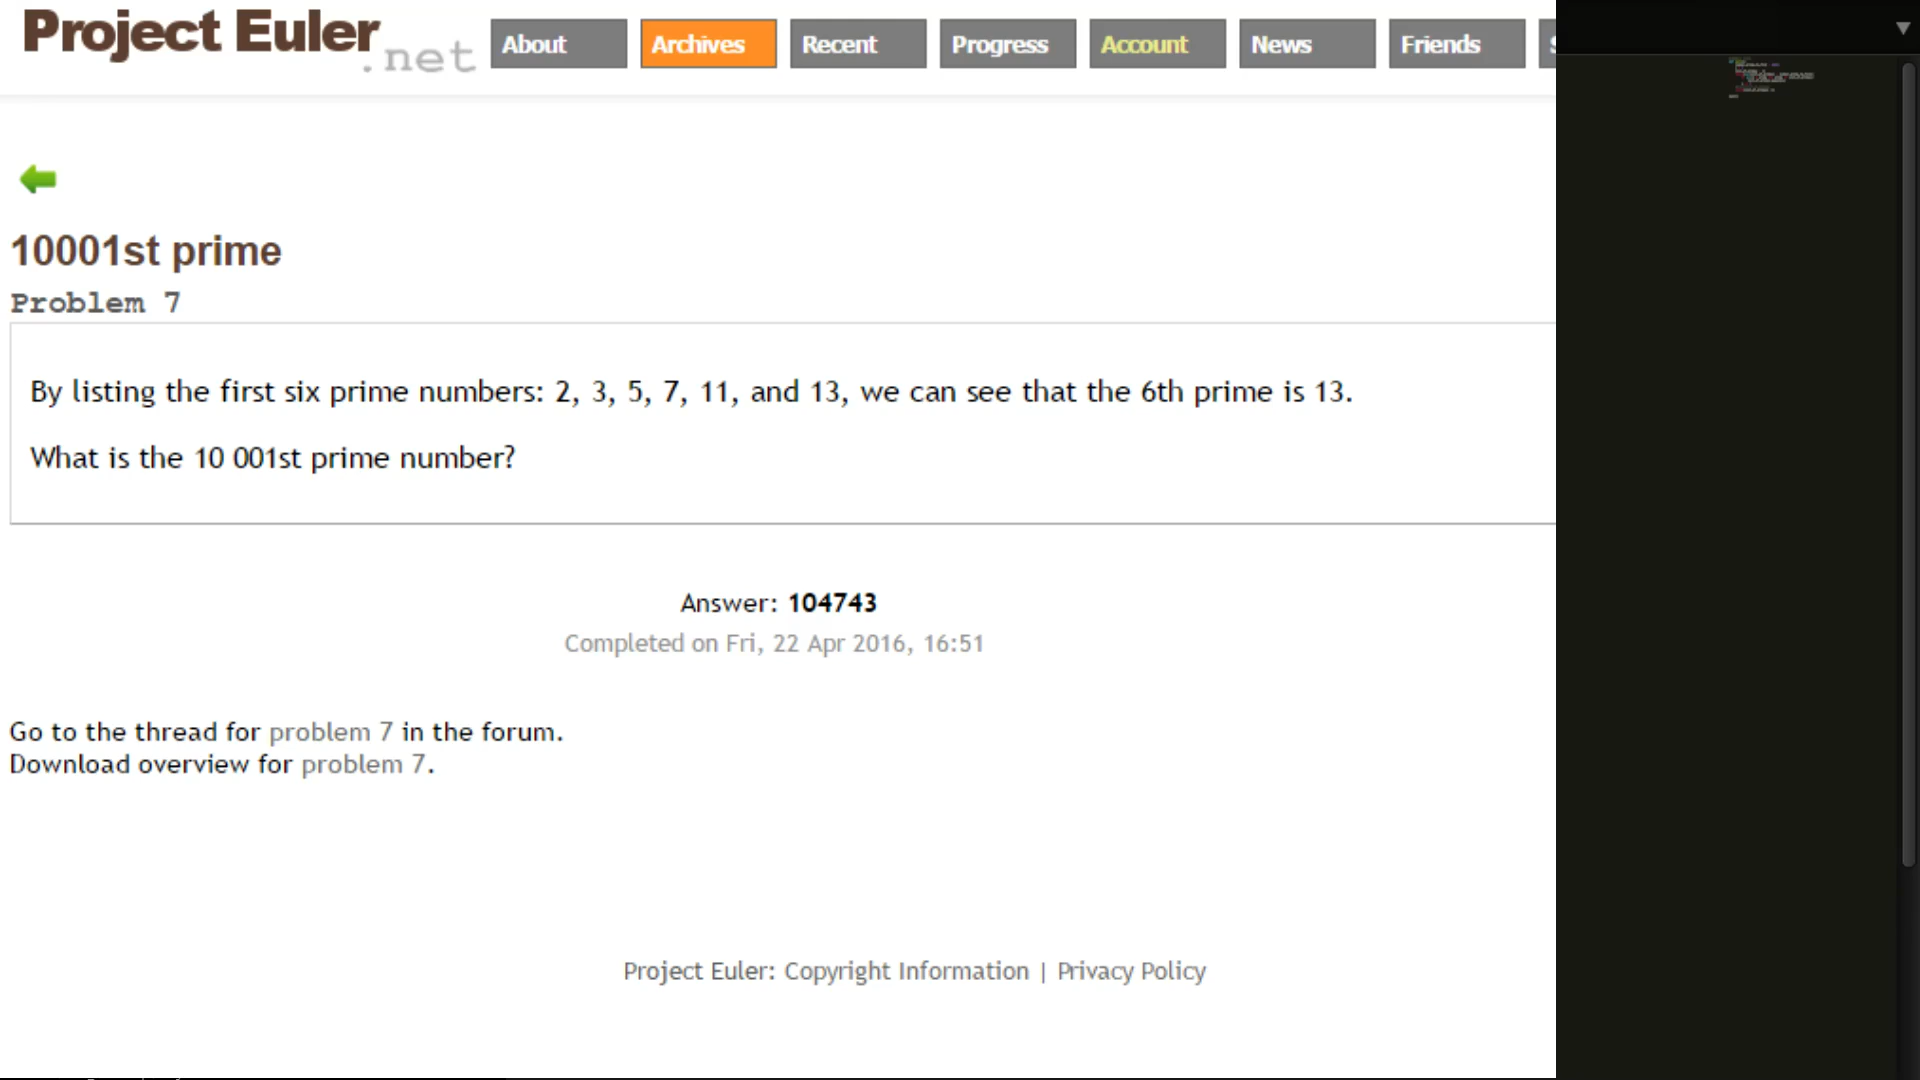 Project Euler
.net
About Archives Recent Progress Account News Friends
10001st prime
Problem 7
By listing the first six prime numbers: 2, 3, 5, 7, 11, and 13, we can see that the 6th prime is 13.
What is the 10 001st prime number?
Answer: 104743
Completed on Fri, 22 Apr 2016, 16:51
Go to the thread for problem 7 in the forum.
Download overview for problem 7.
Project Euler: Copyright Information | Privacy Policy